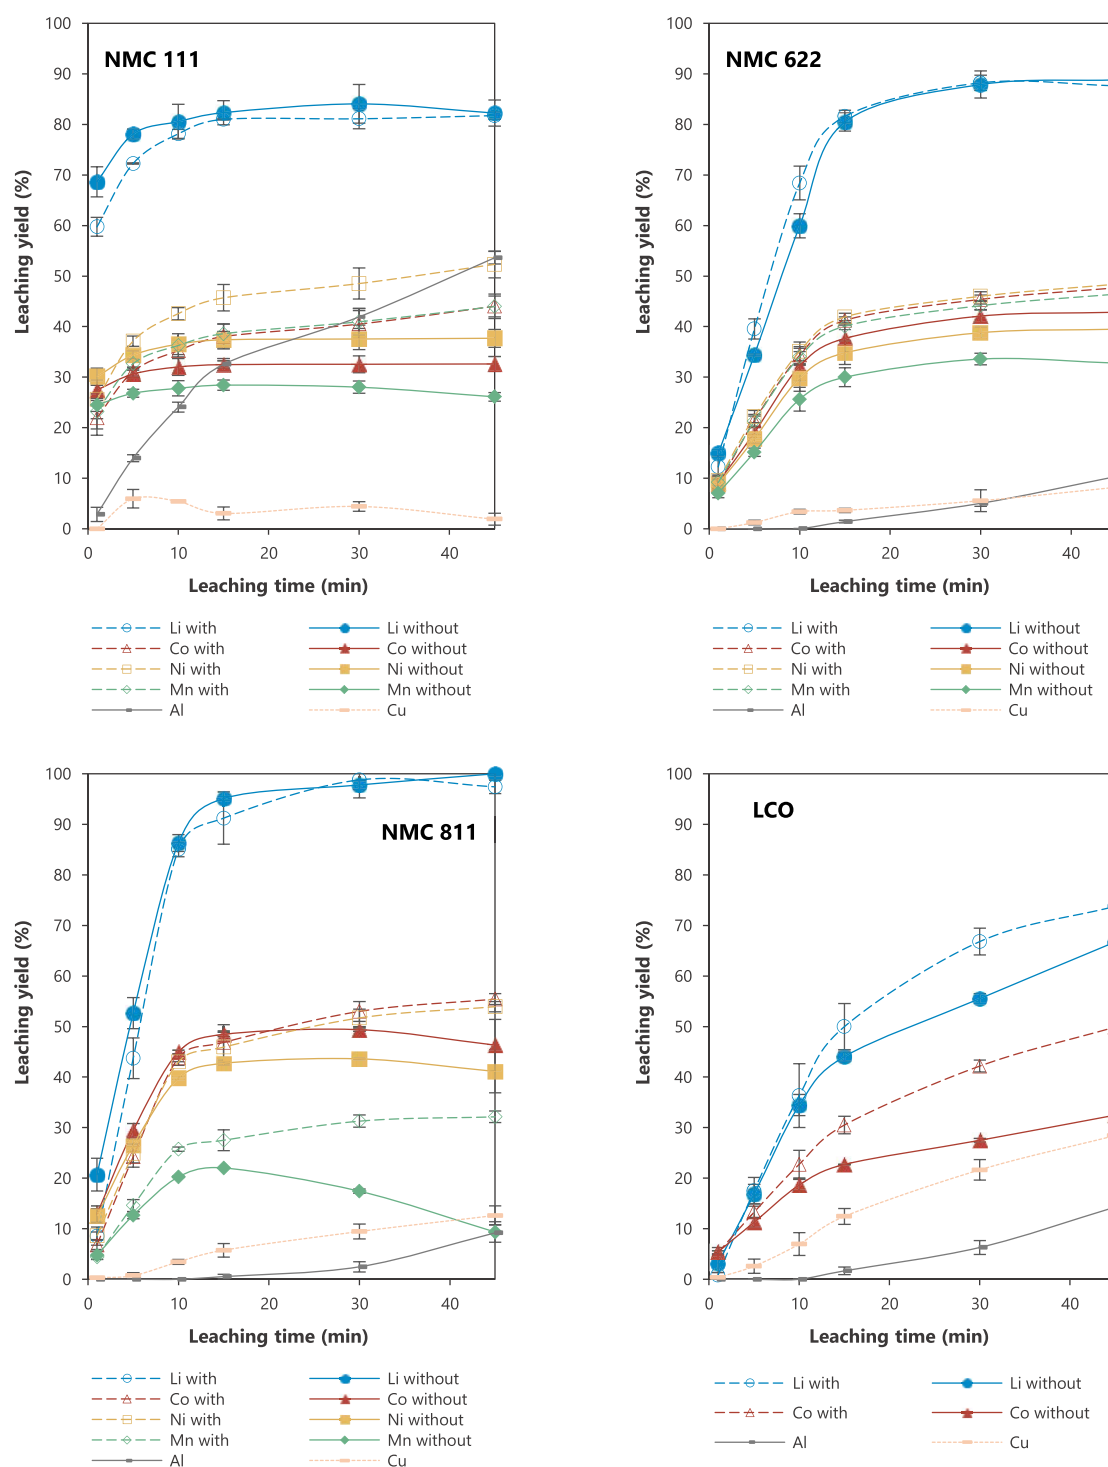 NMC 111
Leaching yield (%)
100
90
80
70
60
50
40
30
20
10
0
0 10 20 30 40
Leaching time (min)
Li with Li without
Co with Co without
Ni with Ni without
Mn with Mn without
Al Cu
NMC 622
Leaching yield (%)
100
90
80
70
60
50
40
30
20
10
0
0 10 20 30 40
Leaching time (min)
Li with Li without
Co with Co without
Ni with Ni without
Mn with Mn without
Al Cu
NMC 811
Leaching yield (%)
100
90
80
70
60
50
40
30
20
10
0
0 10 20 30 40
Leaching time (min)
Li with Li without
Co with Co without
Ni with Ni without
Mn with Mn without
Al Cu
LCO
Leaching yield (%)
100
90
80
70
60
50
40
30
20
10
0
0 10 20 30 40
Leaching time (min)
Li with Li without
Co with Co without
Al Cu